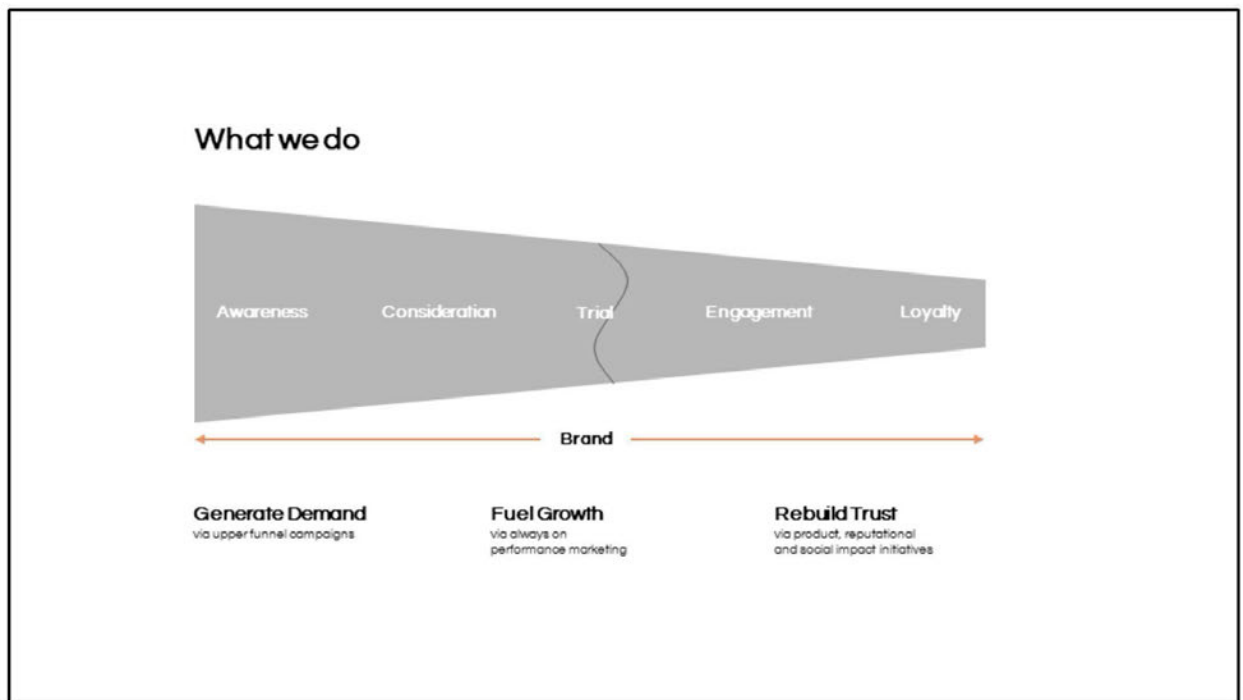 What we do
Awareness Consideration Trial Engagement Loyalty
Brand
Generate Demand
via upper funnel campaigns
Fuel Growth
via always on
performance marketing
Rebuild Trust
via product, reputational
and social impact initiatives